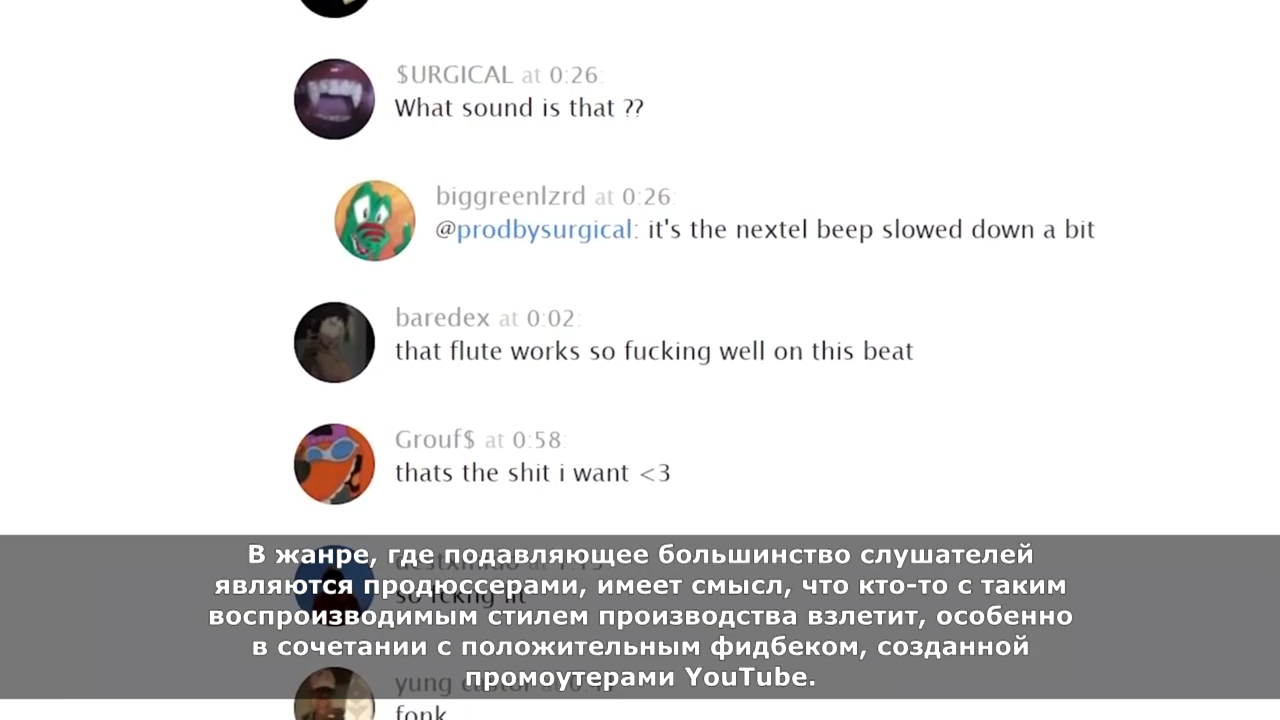 $URGICAL at 0:26:
What sound is that ??
biggreenlzrd at 0:26:
@prodbysurgical: it's the nextel beep slowed down a bit
baredex at 0:02:
that flute works so fucking well on this beat
Grouf$ at 0:58:
thats the shit i want <3
so fckng lit
yung
fonk
В жанре, где подавляющее большинство слушателей
являются продюссерами, имеет смысл, что кто-то с таким
воспроизводимым стилем производства взлетит, особенно
в сочетании с положительным фидбеком, созданной
промоутерами YouTube.